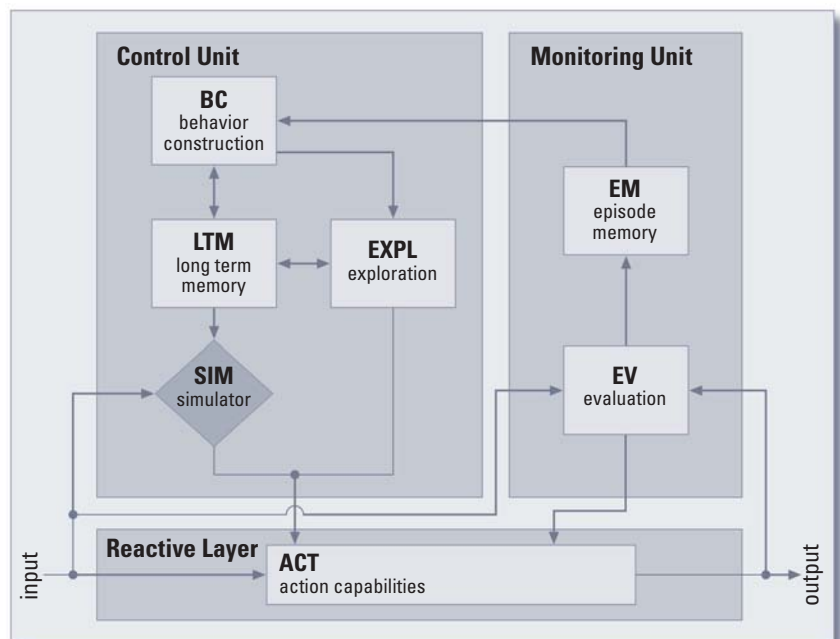 Control Unit
BC
behavior
construction
LTM
long term
memory
EXPL
exploration
SIM
simulator
Monitoring Unit
EM
episode
memory
EV
evaluation
Reactive Layer
ACT
action capabilities
input
output